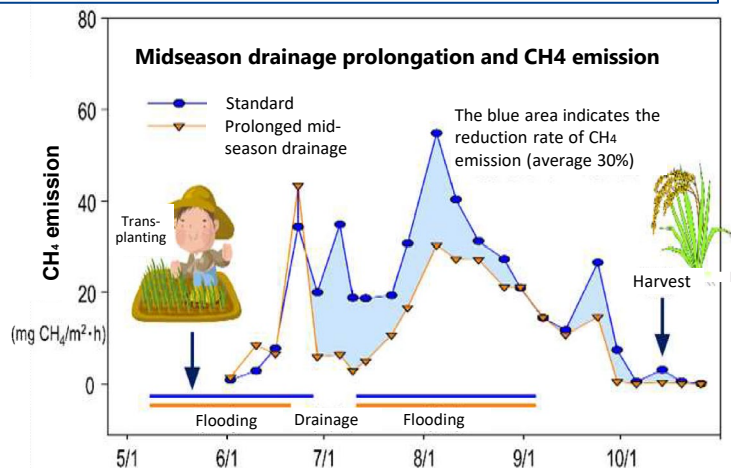 80
Midseason drainage prolongation and CH4 emission
60
Standard
Prolonged mid-
season drainage
The blue area indicates the
reduction rate of CH₄
emission (average 30%)
Trans-
planting
CH₄ emission
40
Harvest
20
(mg CH₄/m²·h)
0
Flooding Drainage Flooding
5/1 6/1 7/1 8/1 9/1 10/1